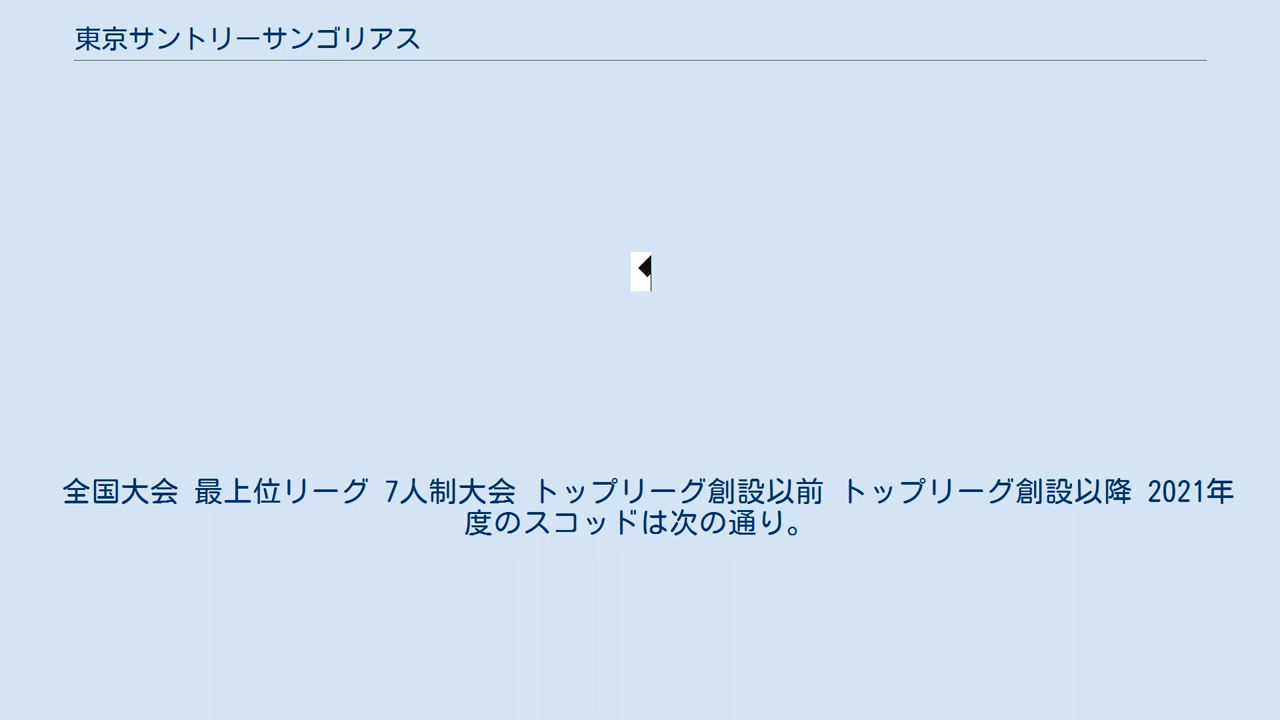 東京サントリーサンゴリアス
全国大会 最上位リーグ 7人制大会 トップリーグ創設以前 トップリーグ創設以降 2021年
度のスコッドは次の通り。